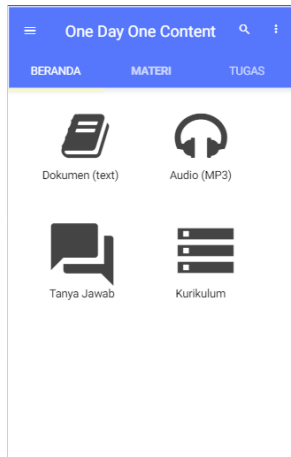 One Day One Content
BERANDA MATERI TUGAS
Dokumen (text) Audio (MP3)
Tanya Jawab Kurikulum